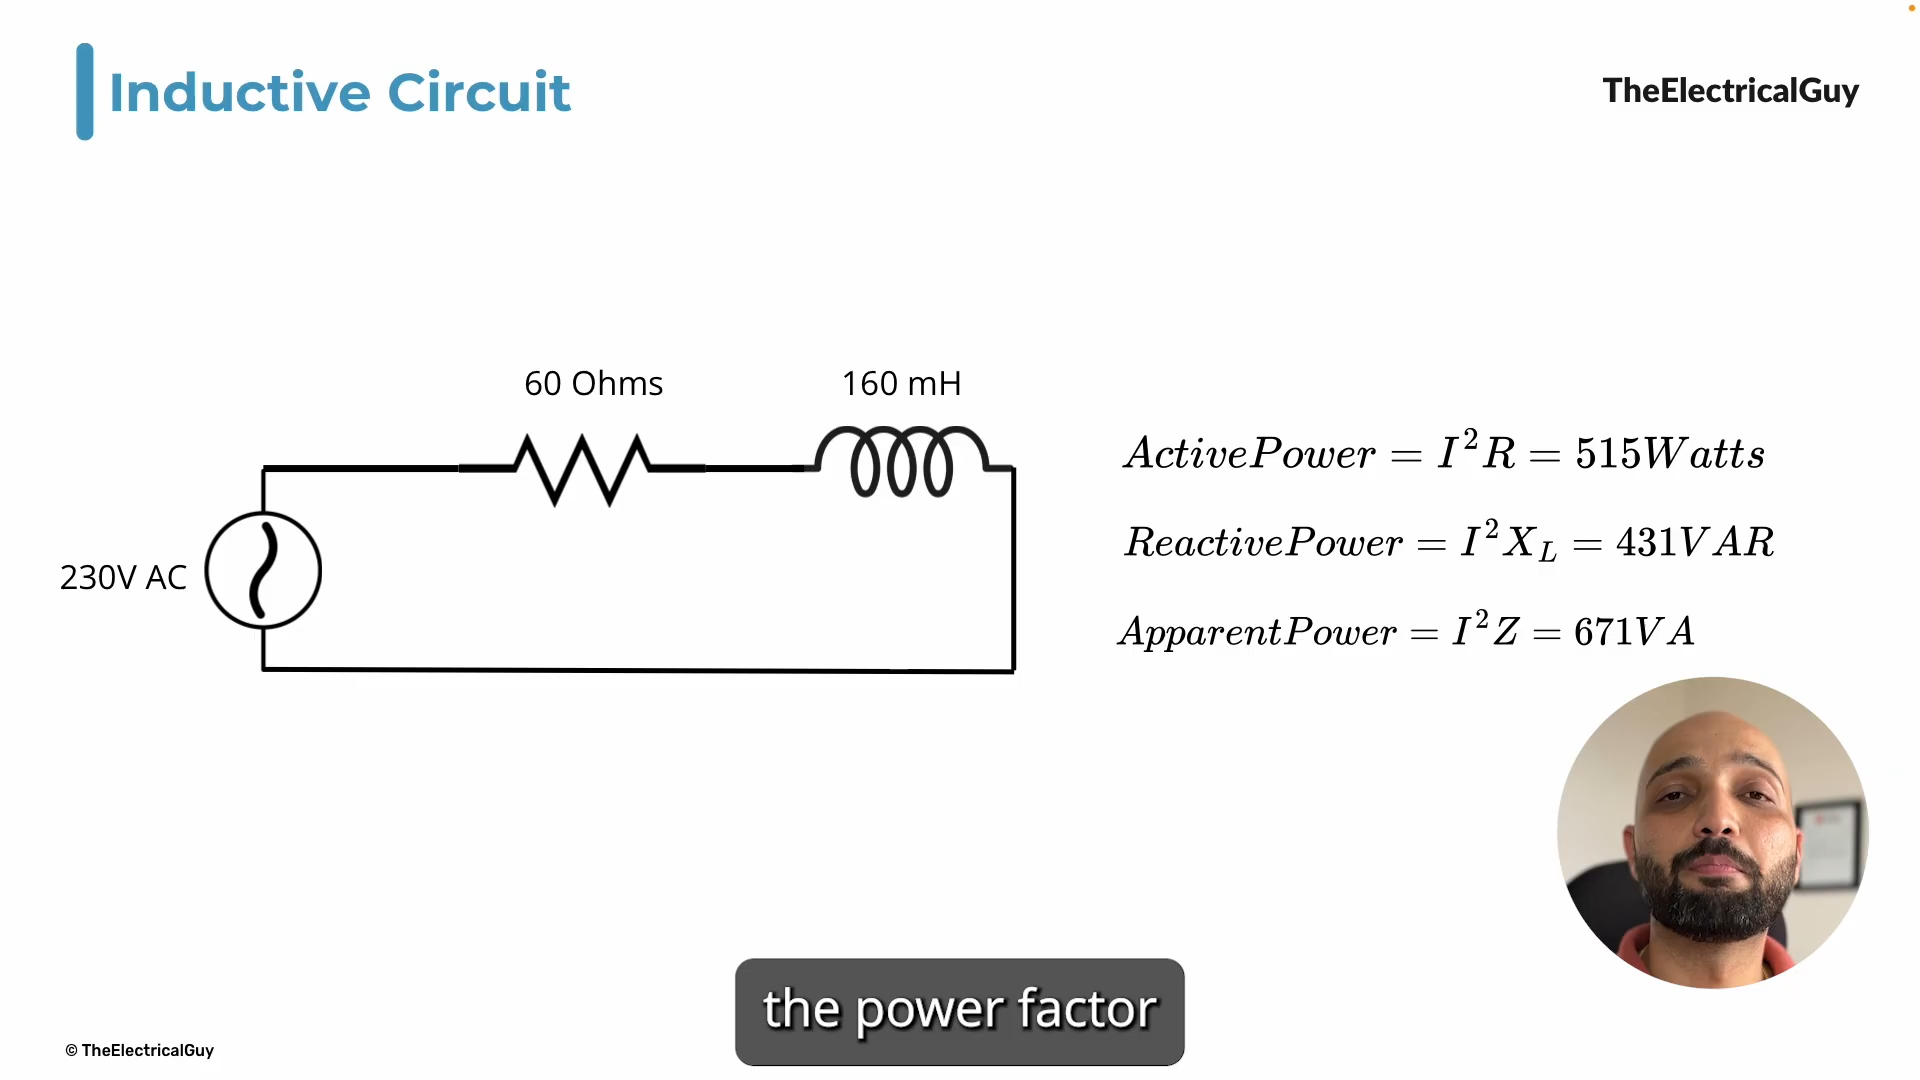 Inductive Circuit
TheElectricalGuy
60 Ohms
160 mH
230V AC
ActivePower = I²R = 515Watts
ReactivePower = I²X_L = 431VAR
ApparentPower = I²Z = 671VA
the power factor
© TheElectricalGuy